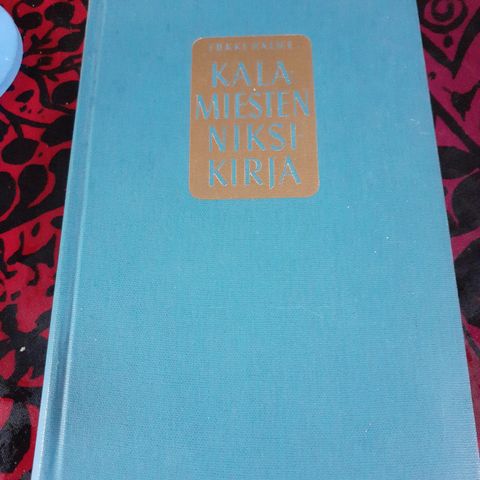 ERKKI HALME
KALA-
MIESTEN
NIKSI-
KIRJA